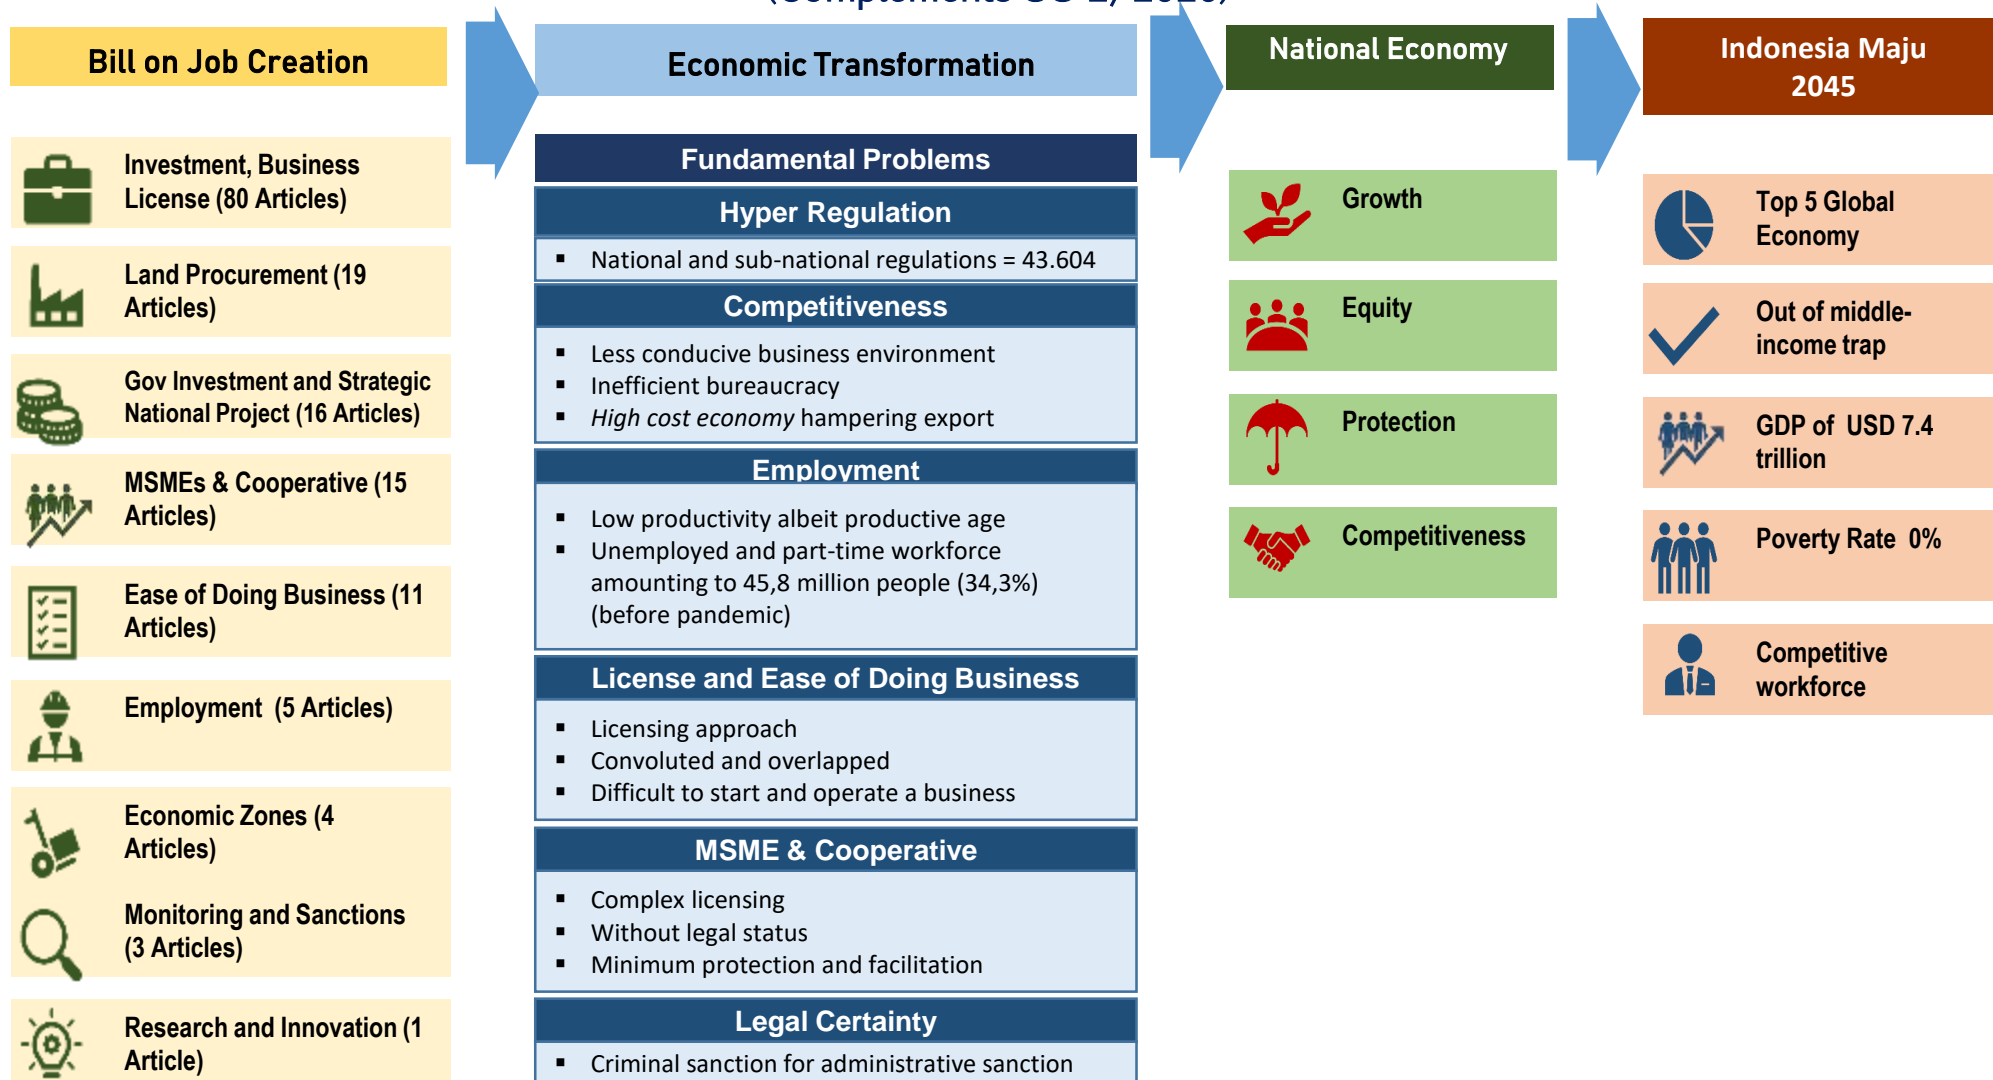 Bill on Job Creation
Investment, Business
License (80 Articles)
Land Procurement (19
Articles)
Gov Investment and Strategic
National Project (16 Articles)
MSMEs & Cooperative (15
Articles)
Ease of Doing Business (11
Articles)
Employment (5 Articles)
Economic Zones (4
Articles)
Monitoring and Sanctions
(3 Articles)
Research and Innovation (1
Article)
Economic Transformation
Fundamental Problems
Hyper Regulation
▪ National and sub-national regulations = 43.604
Competitiveness
▪ Less conducive business environment
▪ Inefficient bureaucracy
▪ High cost economy hampering export
Employment
▪ Low productivity albeit productive age
▪ Unemployed and part-time workforce
amounting to 45,8 million people (34,3%)
(before pandemic)
License and Ease of Doing Business
▪ Licensing approach
▪ Convoluted and overlapped
▪ Difficult to start and operate a business
MSME & Cooperative
▪ Complex licensing
▪ Without legal status
▪ Minimum protection and facilitation
Legal Certainty
▪ Criminal sanction for administrative sanction
National Economy
Growth
Equity
Protection
Competitiveness
Indonesia Maju
2045
Top 5 Global
Economy
Out of middle-
income trap
GDP of USD 7.4
trillion
Poverty Rate 0%
Competitive
workforce